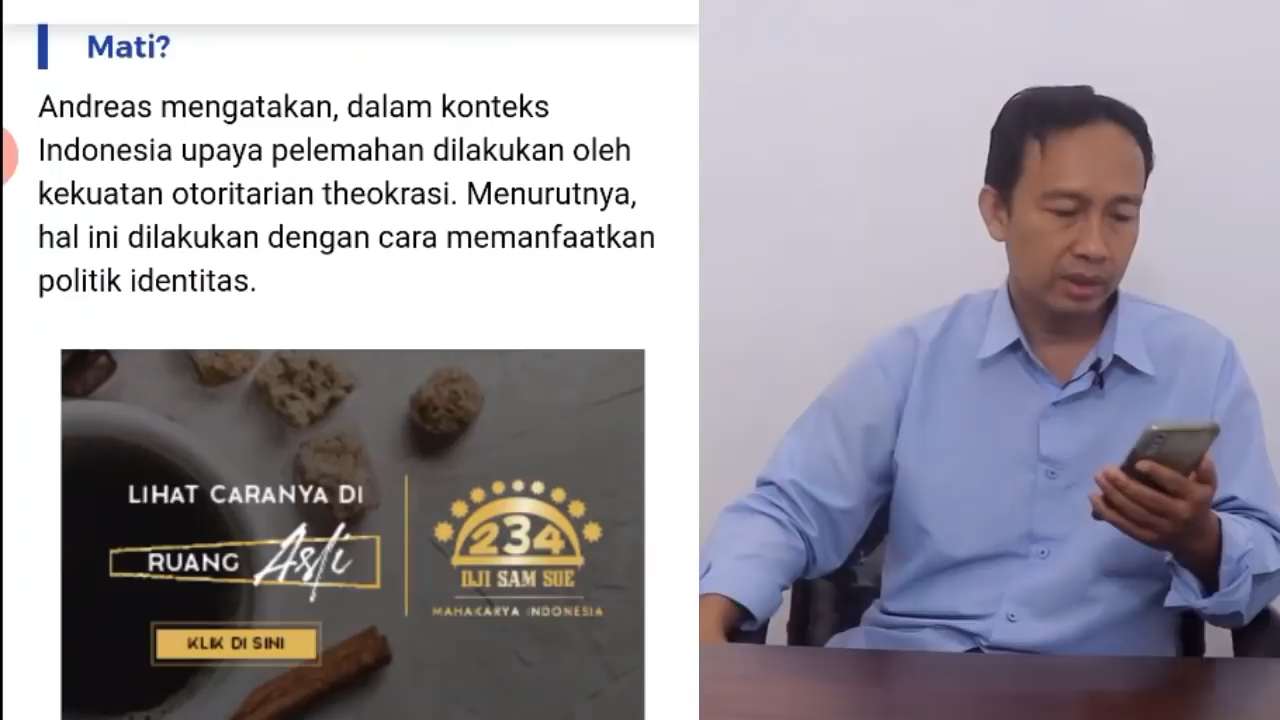 Mati?
Andreas mengatakan, dalam konteks
Indonesia upaya pelemahan dilakukan oleh
kekuatan otoritarian theokrasi. Menurutnya,
hal ini dilakukan dengan cara memanfaatkan
politik identitas.
LIHAT CARANYA DI
RUANG Asli
KLIK DI SINI
234
DJI SAM SOE
MAHAKARYA INDONESIA